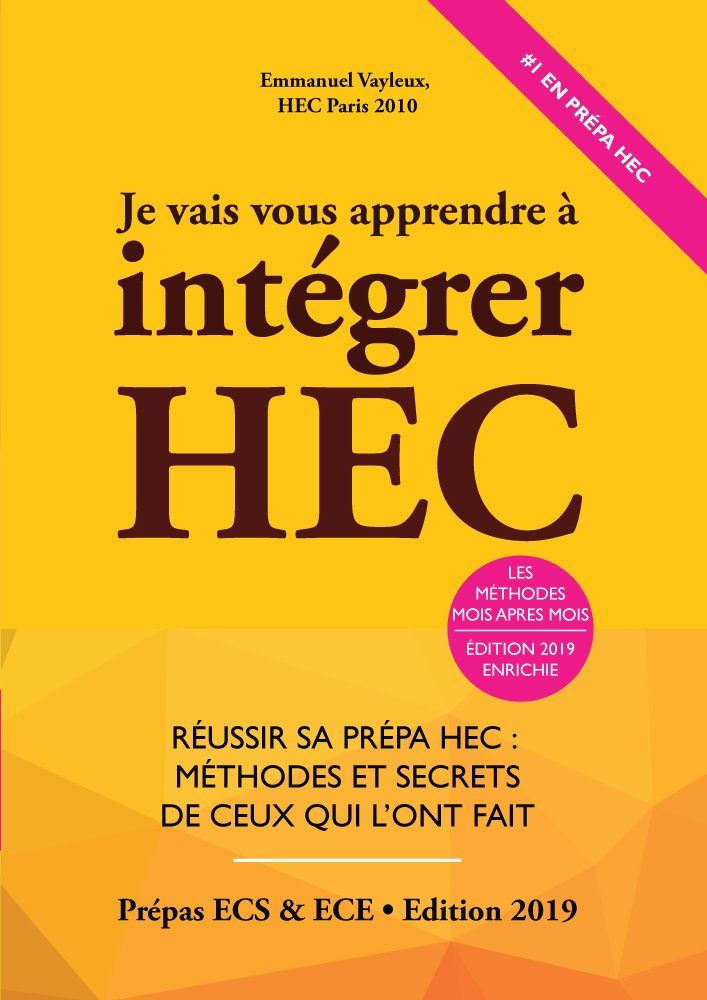 Emmanuel Vayleux,
HEC Paris 2010
#1 EN PRÉPA HEC
Je vais vous apprendre à
intégrer
HEC
LES
MÉTHODES
MOIS APRES MOIS
ÉDITION 2019
ENRICHIE
RÉUSSIR SA PRÉPA HEC :
MÉTHODES ET SECRETS
DE CEUX QUI L'ONT FAIT
Prépas ECS & ECE • Edition 2019